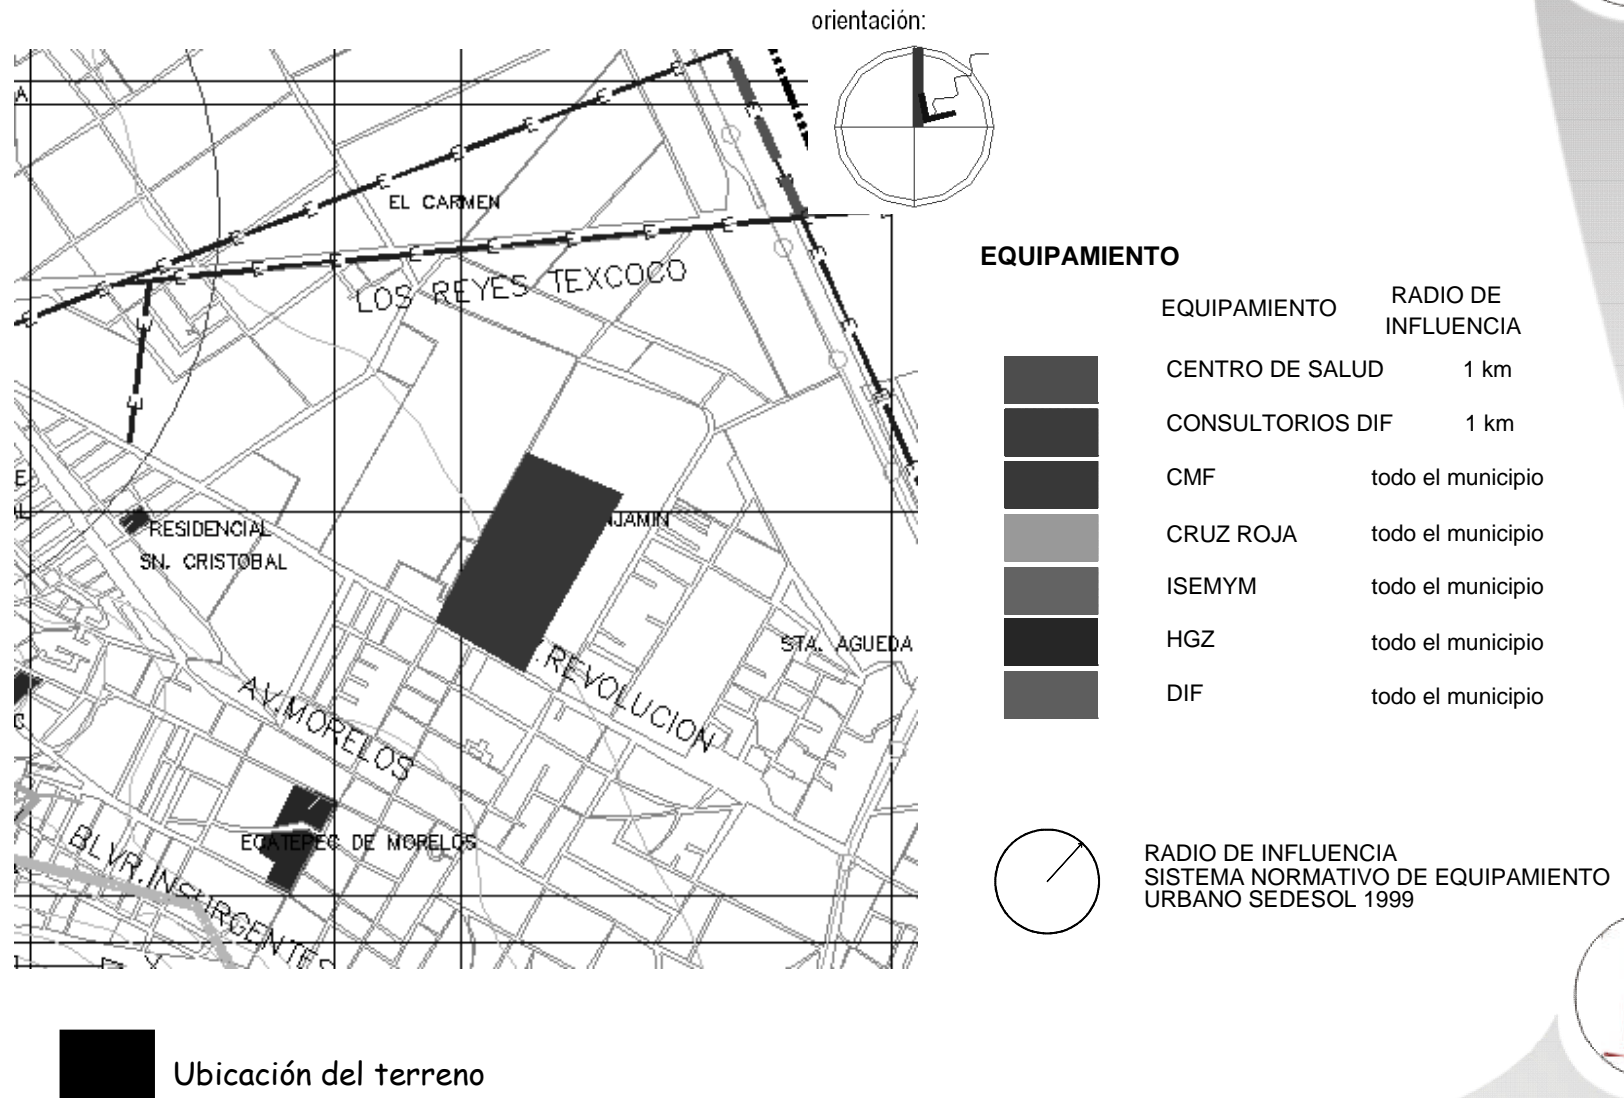 orientación:
A
EL CARMEN
LOS REYES TEXCOCO
E
NJAMIN
RESIDENCIAL
SN. CRISTOBAL
STA. AGUEDA
. REVOLUCION
AV.MORELOS
C
ECATEPEC DE MORELOS
BLVR.INSURGENTES
EQUIPAMIENTO
EQUIPAMIENTO
RADIO DE
INFLUENCIA
CENTRO DE SALUD 1 km
CONSULTORIOS DIF 1 km
CMF todo el municipio
CRUZ ROJA todo el municipio
ISEMYM todo el municipio
HGZ todo el municipio
DIF todo el municipio
RADIO DE INFLUENCIA
SISTEMA NORMATIVO DE EQUIPAMIENTO
URBANO SEDESOL 1999
Ubicación del terreno